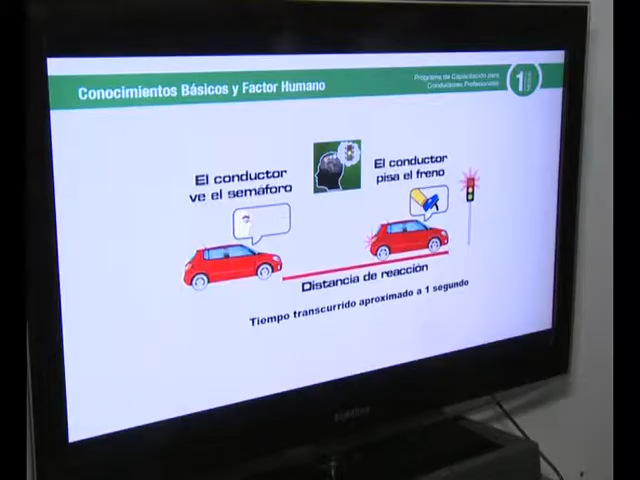 Conocimientos Básicos y Factor Humano
Programa de Capacitación para
Conductores Profesionales
1
El conductor
ve el semáforo
El conductor
pisa el freno
Distancia de reacción
Tiempo transcurrido aproximado a 1 segundo